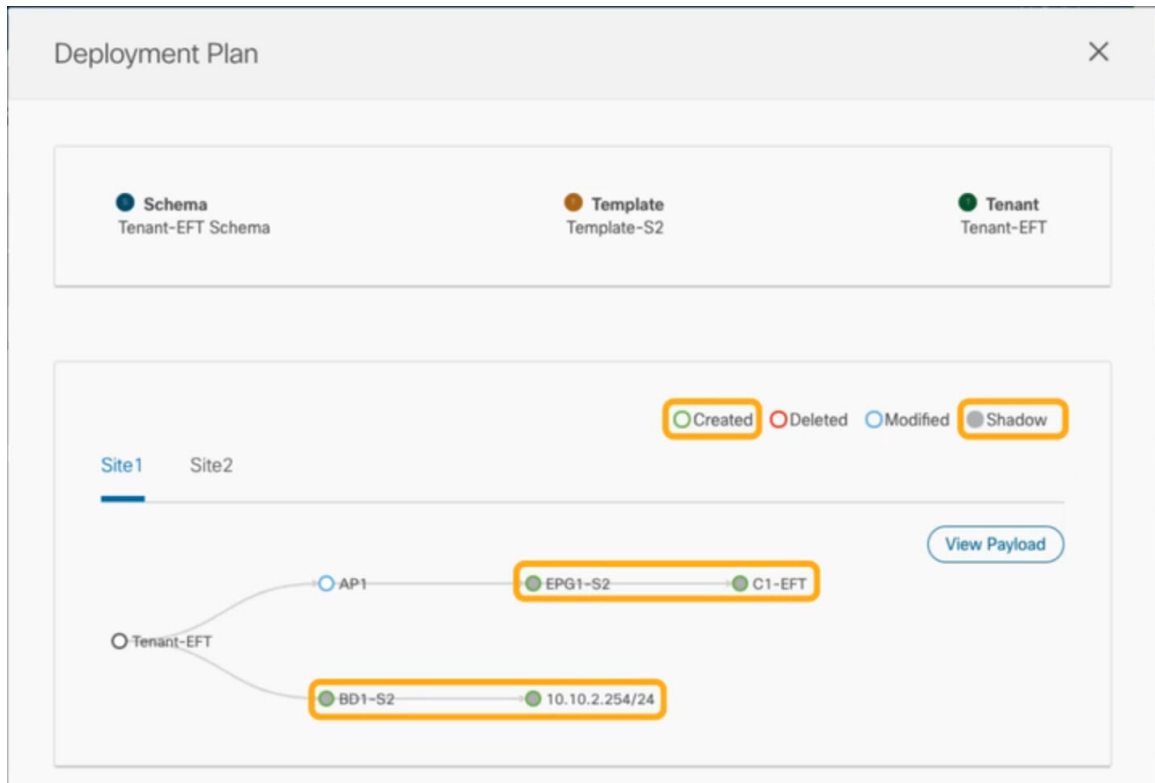 Deployment Plan
Schema
Tenant-EFT Schema
Template
Template-S2
Tenant
Tenant-EFT
Created Deleted Modified Shadow
Site1 Site2
View Payload
AP1 EPG1-S2 C1-EFT
Tenant-EFT
BD1-S2 10.10.2.254/24